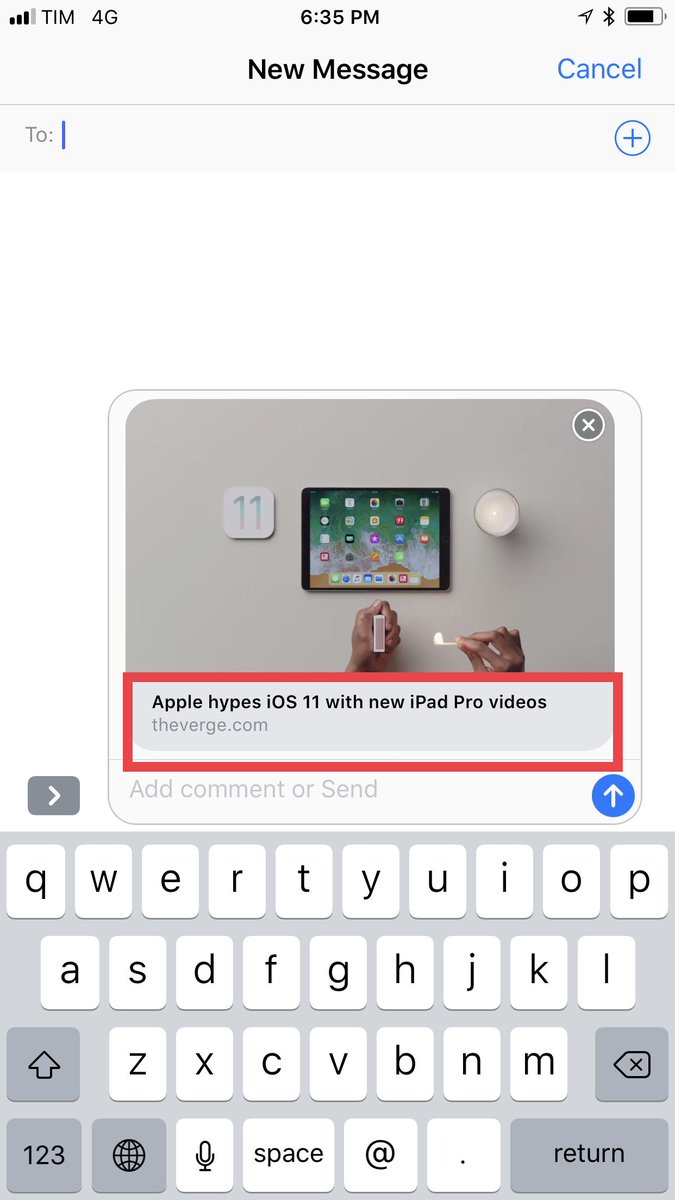 TIM 4G 6:35 PM
New Message Cancel
To:
11
Apple hypes iOS 11 with new iPad Pro videos
theverge.com
Add comment or Send
q w e r t y u i o p
a s d f g h j k l
z x c v b n m
123 space @ . return